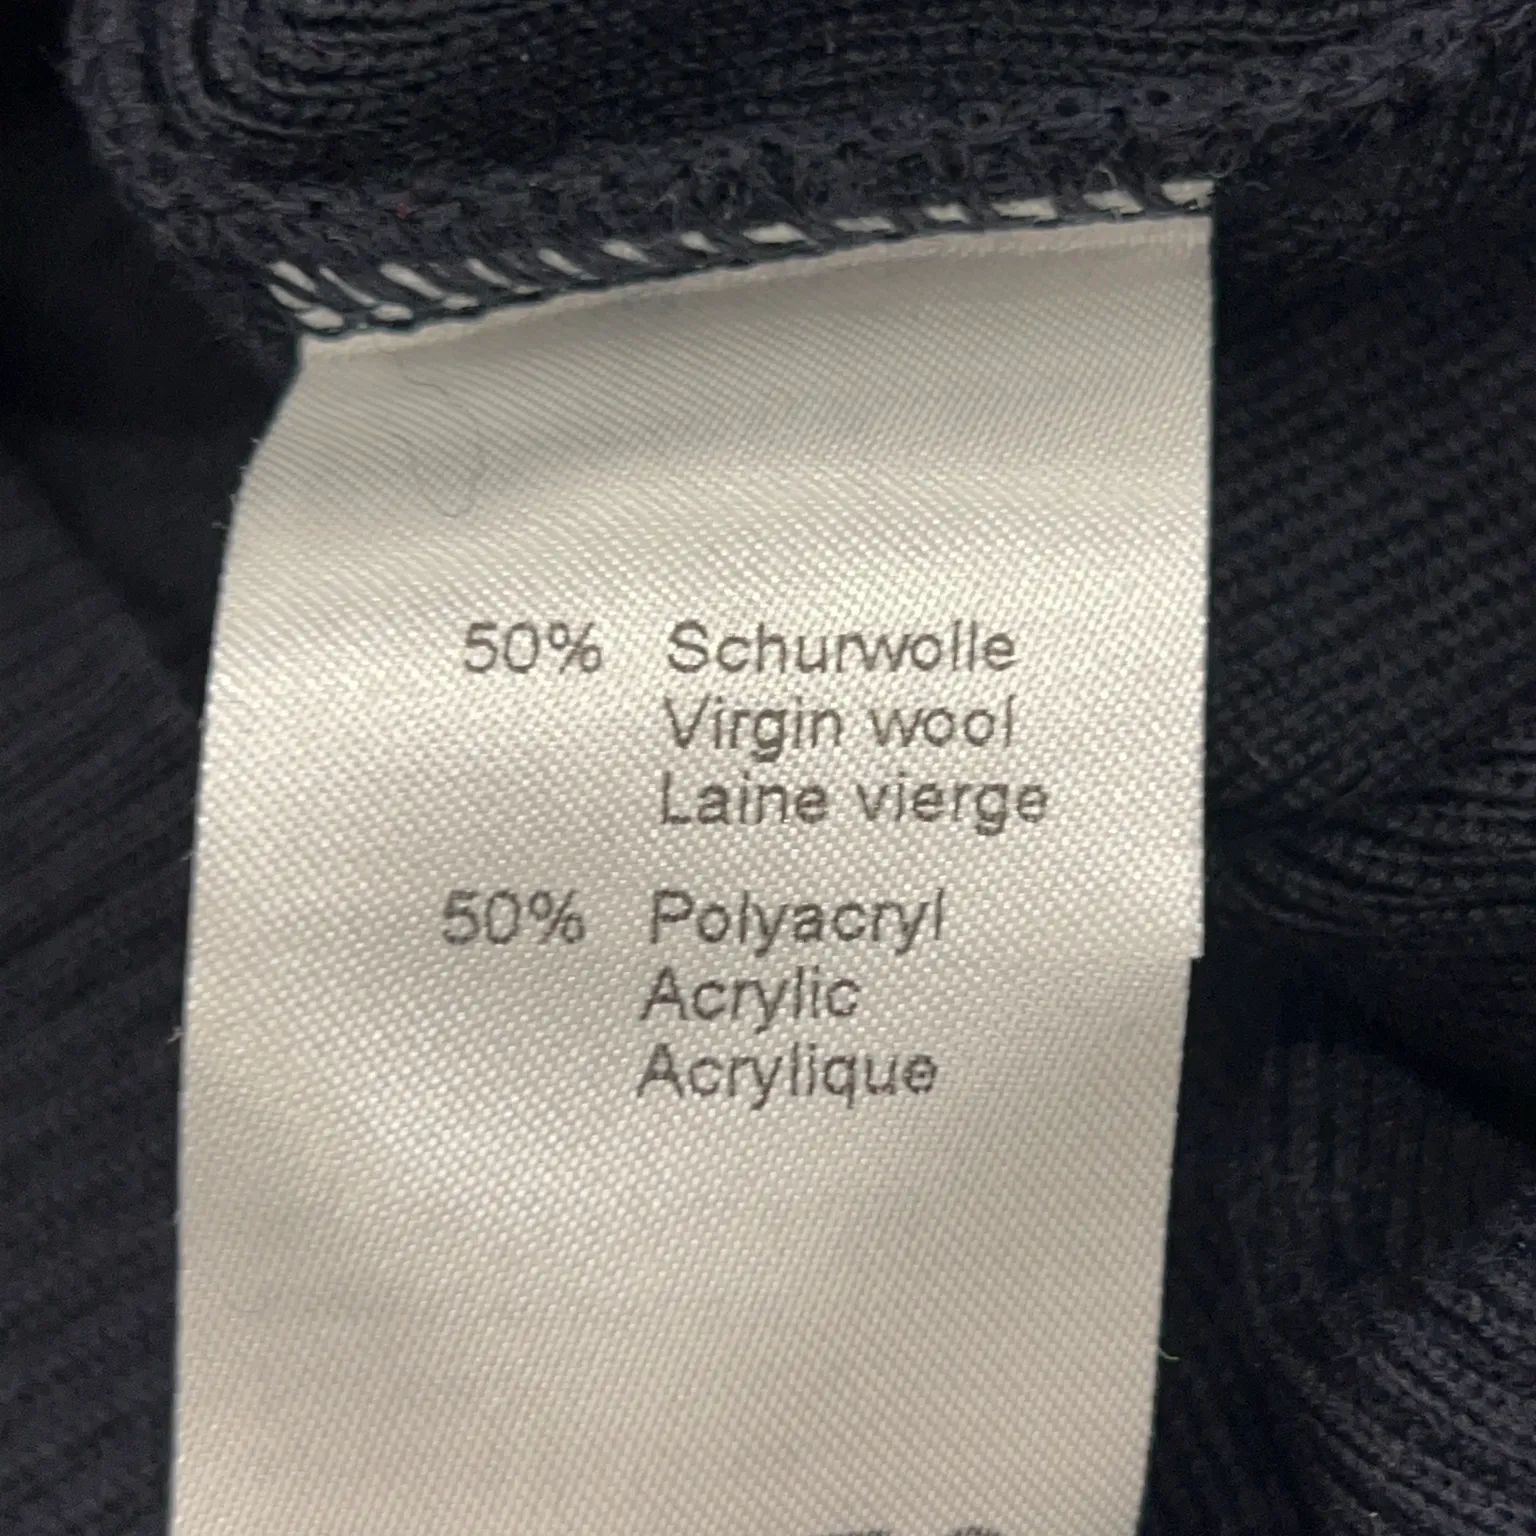 50% Schurwolle
Virgin wool
Laine vierge
50% Polyacryl
Acrylic
Acrylique